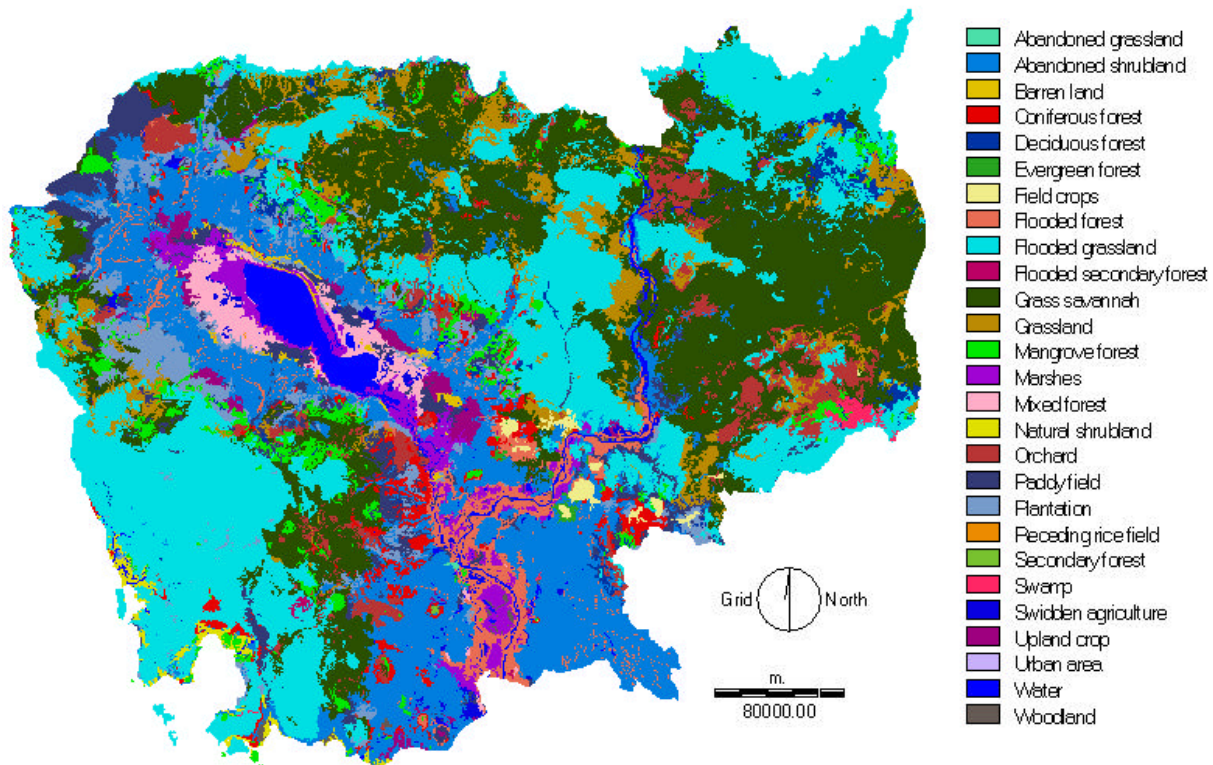 Abandoned grassland
Abandoned shrubland
Barren land
Coniferous forest
Deciduous forest
Evergreen forest
Field crops
Flooded forest
Flooded grassland
Flooded secondary forest
Grass savannah
Grassland
Mangrove forest
Marshes
Mixed forest
Natural shrubland
Orchard
Paddy field
Plantation
Receding rice field
Secondary forest
Swamp
Swidden agriculture
Upland crop
Urban area
Water
Woodland
Grid North
m.
80000.00